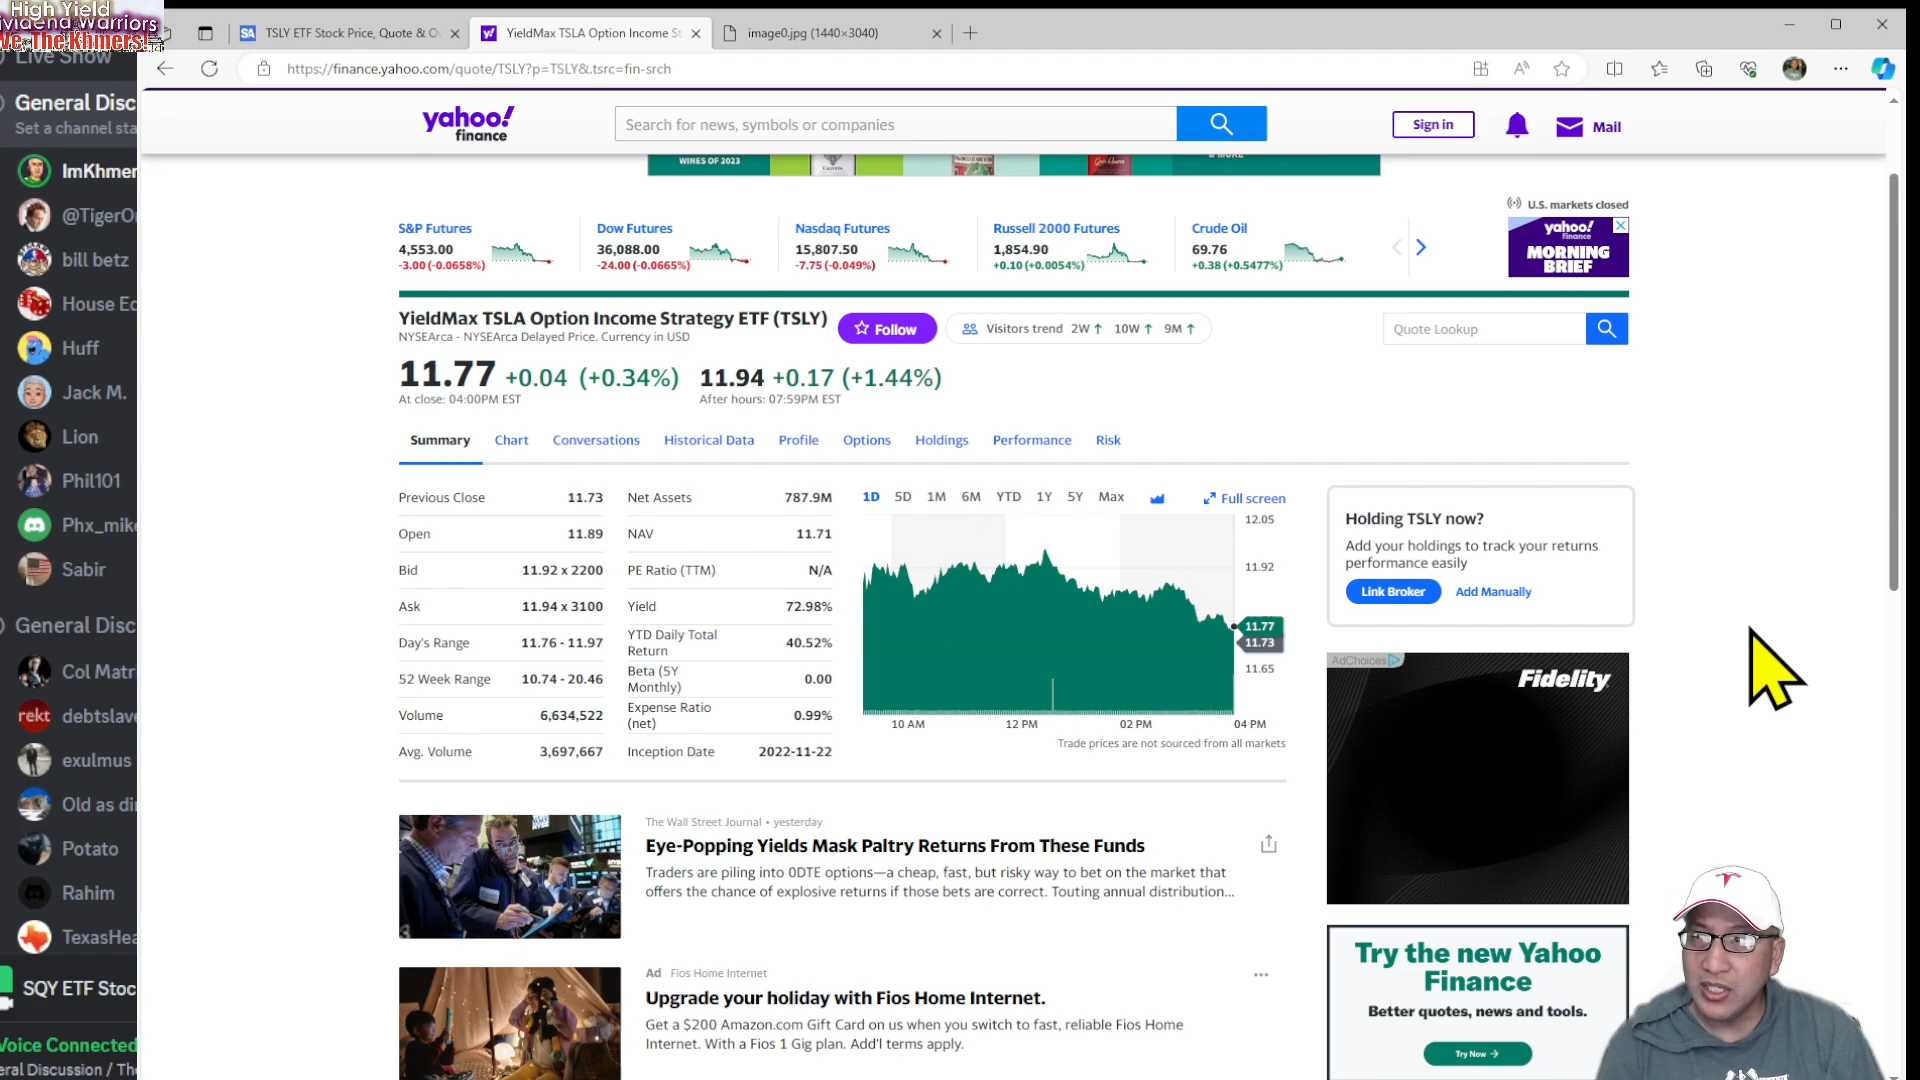 High Yield
Dividend Warriors
We The Khmers!
Live Show
General Disc
Set a channel sta
ImKhmer
@TigerO
bill betz
House Ec
Huff
Jack M.
Lion
Phil101
Phx_mike
Sabir
General Disc
Col Matri
rekt
debtslave
exulmus
Old as di
Potato
Rahim
TexasHea
SQY ETF Stoc
Voice Connected
eral Discussion / The
SA TSLY ETF Stock Price, Quote & O
y! YieldMax TSLA Option Income St
image0.jpg (1440×3040)
https://finance.yahoo.com/quote/TSLY?p=TSLY&.tsrc=fin-srch
yahoo!
finance
Search for news, symbols or companies
Sign in
Mail
WINES OF 2023
& MORE
U.S. markets closed
S&P Futures
4,553.00
-3.00 (-0.0658%)
Dow Futures
36,088.00
-24.00 (-0.0665%)
Nasdaq Futures
15,807.50
-7.75 (-0.049%)
Russell 2000 Futures
1,854.90
+0.10 (+0.0054%)
Crude Oil
69.76
+0.38 (+0.5477%)
yahoo!
finance
MORNING
BRIEF
YieldMax TSLA Option Income Strategy ETF (TSLY)
NYSEArca - NYSEArca Delayed Price. Currency in USD
Follow
Visitors trend 2W 10W 9M
Quote Lookup
11.77 +0.04 (+0.34%)
At close: 04:00PM EST
11.94 +0.17 (+1.44%)
After hours: 07:59PM EST
Summary Chart Conversations Historical Data Profile Options Holdings Performance Risk
Previous Close 11.73
Open 11.89
Bid 11.92 x 2200
Ask 11.94 x 3100
Day's Range 11.76 - 11.97
52 Week Range 10.74 - 20.46
Volume 6,634,522
Avg. Volume 3,697,667
Net Assets 787.9M
NAV 11.71
PE Ratio (TTM) N/A
Yield 72.98%
YTD Daily Total
Return 40.52%
Beta (5Y
Monthly) 0.00
Expense Ratio
(net) 0.99%
Inception Date 2022-11-22
1D 5D 1M 6M YTD 1Y 5Y Max
Full screen
12.05
11.92
11.77
11.73
11.65
10 AM 12 PM 02 PM 04 PM
Trade prices are not sourced from all markets
Holding TSLY now?
Add your holdings to track your returns
performance easily
Link Broker Add Manually
AdChoices
Fidelity
The Wall Street Journal • yesterday
Eye-Popping Yields Mask Paltry Returns From These Funds
Traders are piling into 0DTE options—a cheap, fast, but risky way to bet on the market that
offers the chance of explosive returns if those bets are correct. Touting annual distribution...
Ad Fios Home Internet
Upgrade your holiday with Fios Home Internet.
Get a $200 Amazon.com Gift Card on us when you switch to fast, reliable Fios Home
Internet. With a Fios 1 Gig plan. Add'l terms apply.
Try the new Yahoo
Finance
Better quotes, news and tools.
Try Now